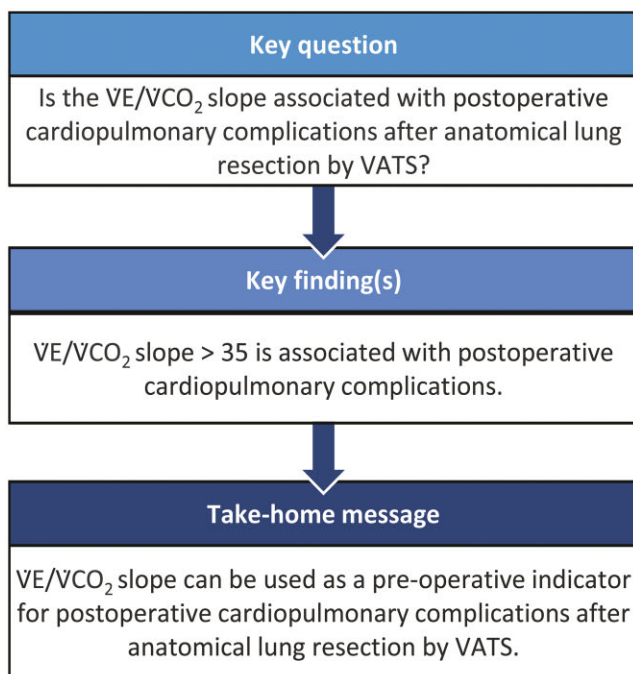 Key question
Is the V̇E/V̇CO₂ slope associated with postoperative
cardiopulmonary complications after anatomical lung
resection by VATS?
Key finding(s)
V̇E/V̇CO₂ slope > 35 is associated with postoperative
cardiopulmonary complications.
Take-home message
V̇E/V̇CO₂ slope can be used as a pre-operative indicator
for postoperative cardiopulmonary complications after
anatomical lung resection by VATS.